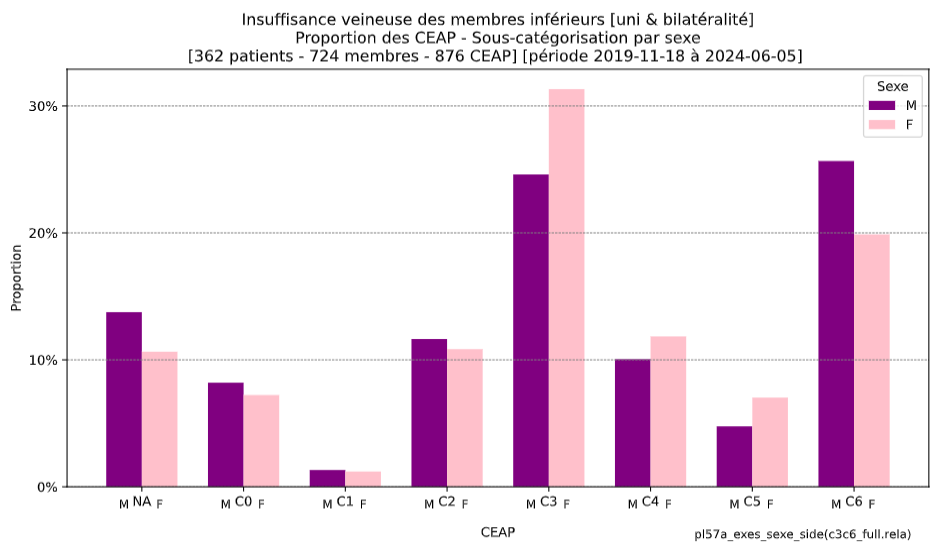 Insuffisance veineuse des membres inférieurs [uni & bilatéralité]
Proportion des CEAP - Sous-catégorisation par sexe
[362 patients - 724 membres - 876 CEAP] [période 2019-11-18 à 2024-06-05]
Sexe
M
F
30%
20%
10%
0%
Proportion
M NA F M C0 F M C1 F M C2 F M C3 F M C4 F M C5 F M C6 F
CEAP
pl57a_exes_sexe_side(c3c6_full.rela)